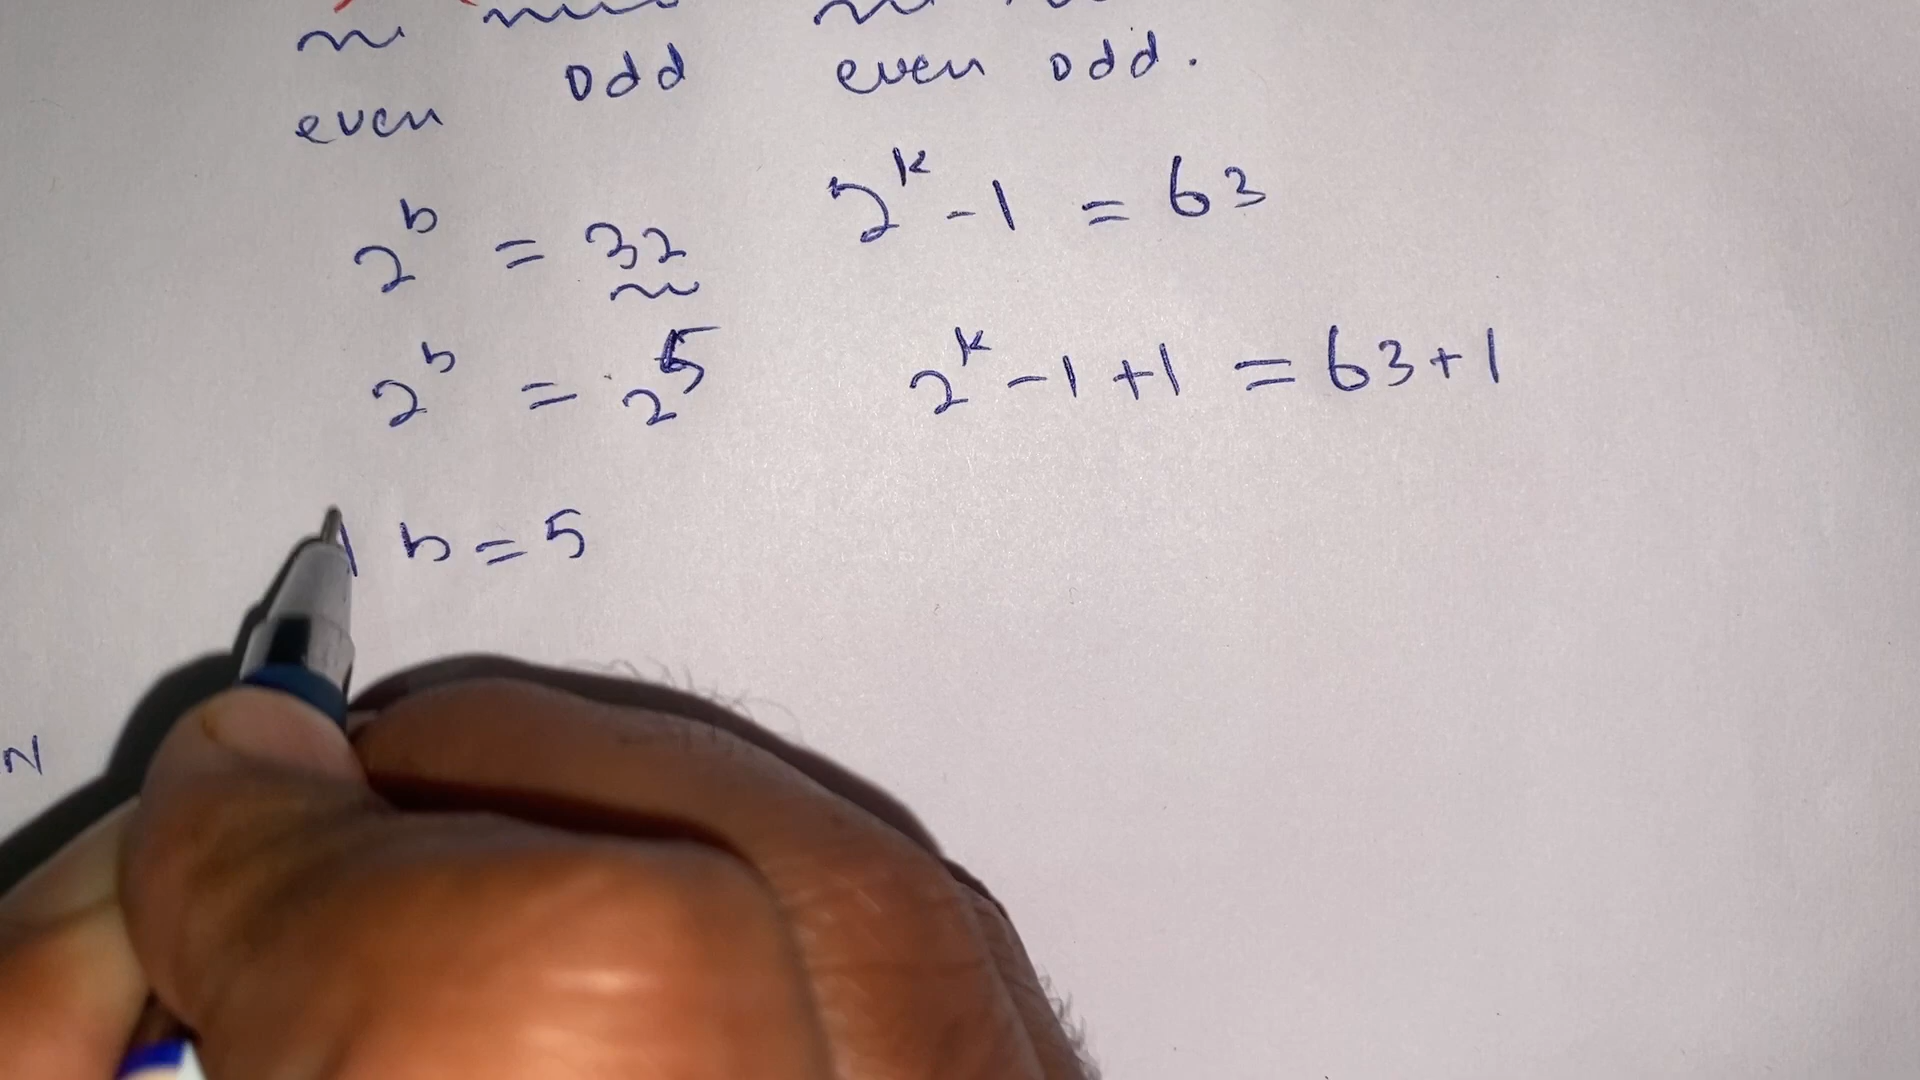 odd even odd.
even
2^b = 32 2^k - 1 = 63
2^b = 2^5 2^k - 1 + 1 = 63 + 1
b = 5
N